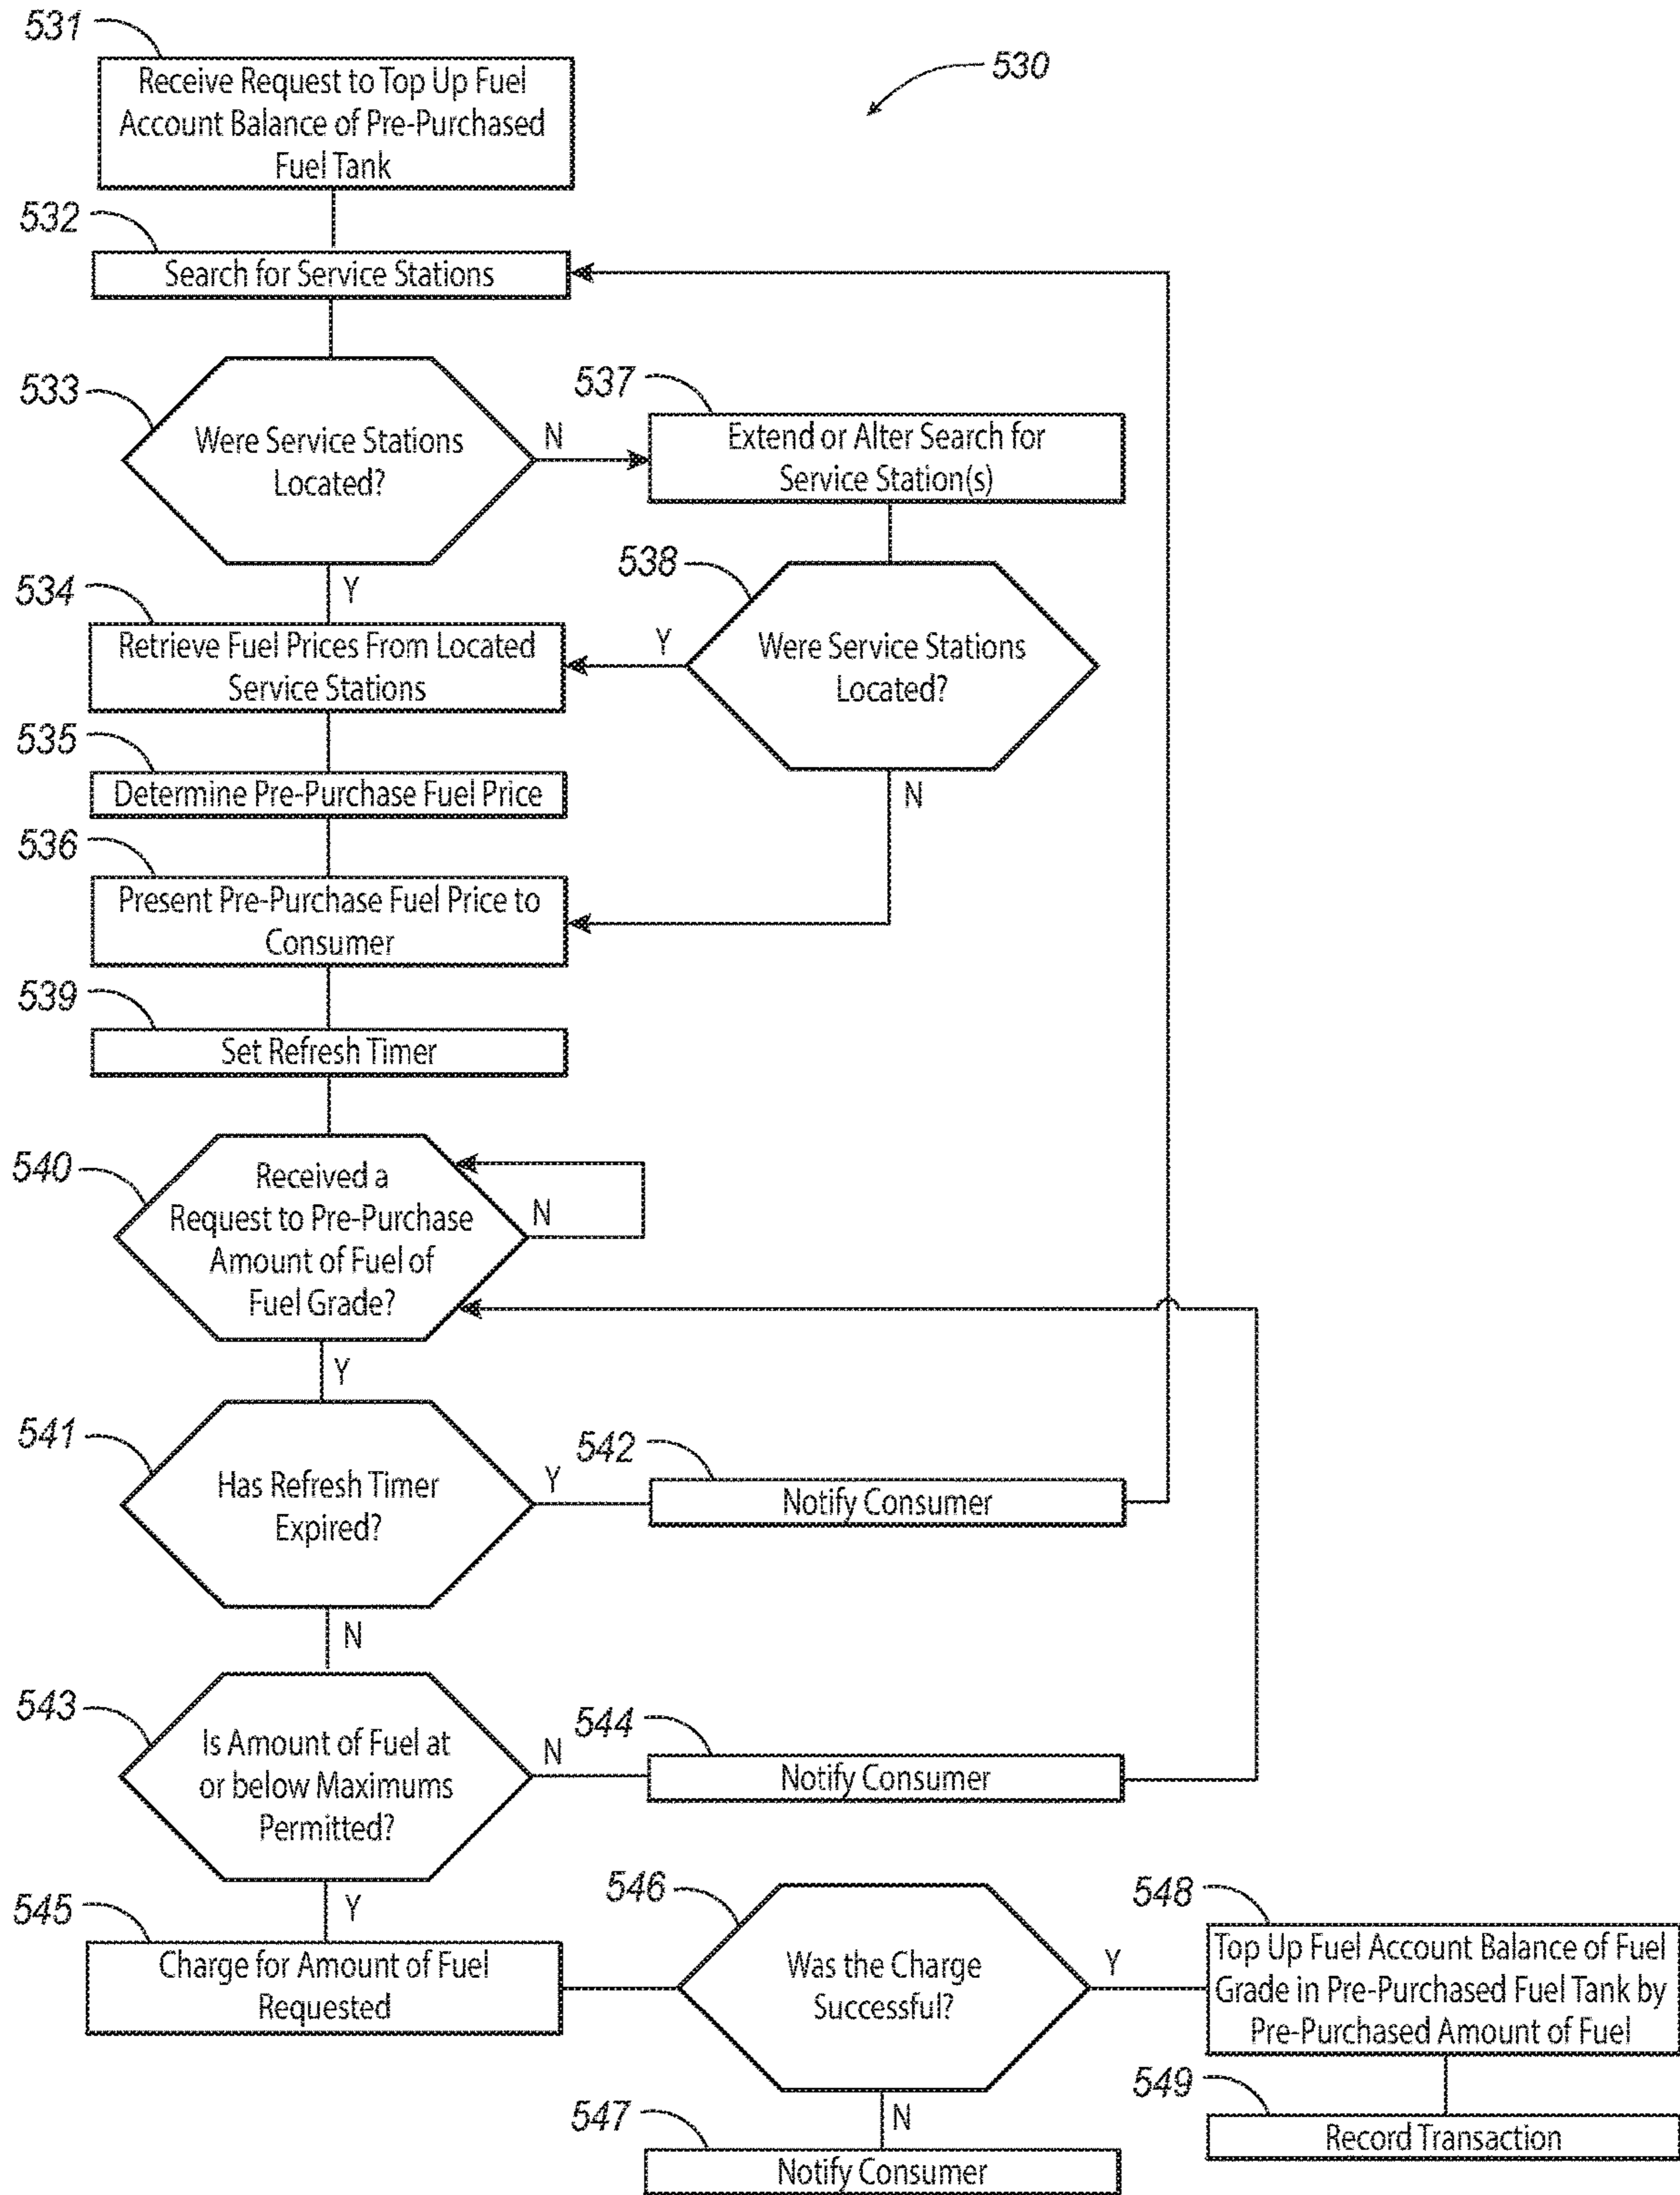 531
Receive Request to Top Up Fuel
Account Balance of Pre-Purchased
Fuel Tank
530
532
Search for Service Stations
533
Were Service Stations
Located?
N
537
Extend or Alter Search for
Service Station(s)
538
Were Service Stations
Located?
Y
Y
534
Retrieve Fuel Prices From Located
Service Stations
535
Determine Pre-Purchase Fuel Price
N
536
Present Pre-Purchase Fuel Price to
Consumer
539
Set Refresh Timer
540
Received a
Request to Pre-Purchase
Amount of Fuel of
Fuel Grade?
N
Y
541
Has Refresh Timer
Expired?
Y
542
Notify Consumer
N
543
Is Amount of Fuel at
or below Maximums
Permitted?
N
544
Notify Consumer
Y
545
Charge for Amount of Fuel
Requested
546
Was the Charge
Successful?
Y
548
Top Up Fuel Account Balance of Fuel
Grade in Pre-Purchased Fuel Tank by
Pre-Purchased Amount of Fuel
549
Record Transaction
N
547
Notify Consumer